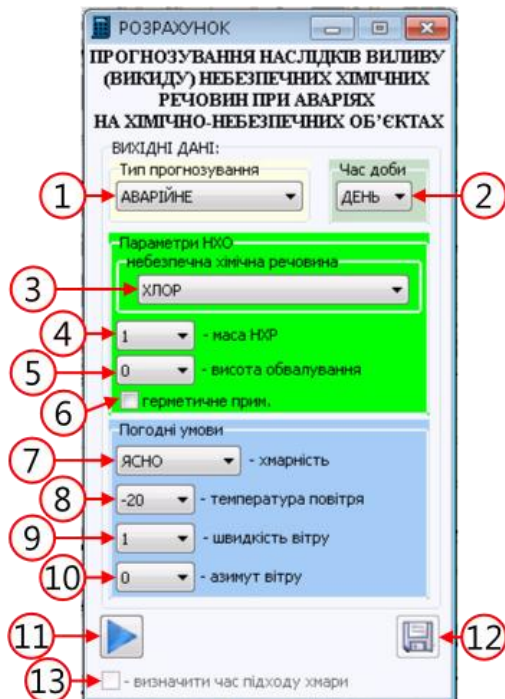 РОЗРАХУНОК
ПРОГНОЗУВАННЯ НАСЛІДКІВ ВИЛИВУ
(ВИКИДУ) НЕБЕЗПЕЧНИХ ХІМІЧНИХ
РЕЧОВИН ПРИ АВАРІЯХ
НА ХІМІЧНО-НЕБЕЗПЕЧНИХ ОБ'ЄКТАХ
ВИХІДНІ ДАНІ:
Тип прогнозування Час доби
1 АВАРІЙНЕ ДЕНЬ 2
Параметри НХО
небезпечна хімічна речовина
3 ХЛОР
4 1 - маса НХР
5 0 - висота обвалування
6 герметичне прим.
Погодні умови
7 ЯСНО - хмарність
8 -20 - температура повітря
9 1 - швидкість вітру
10 0 - азимут вітру
11 12
13 - визначити час підходу хмари